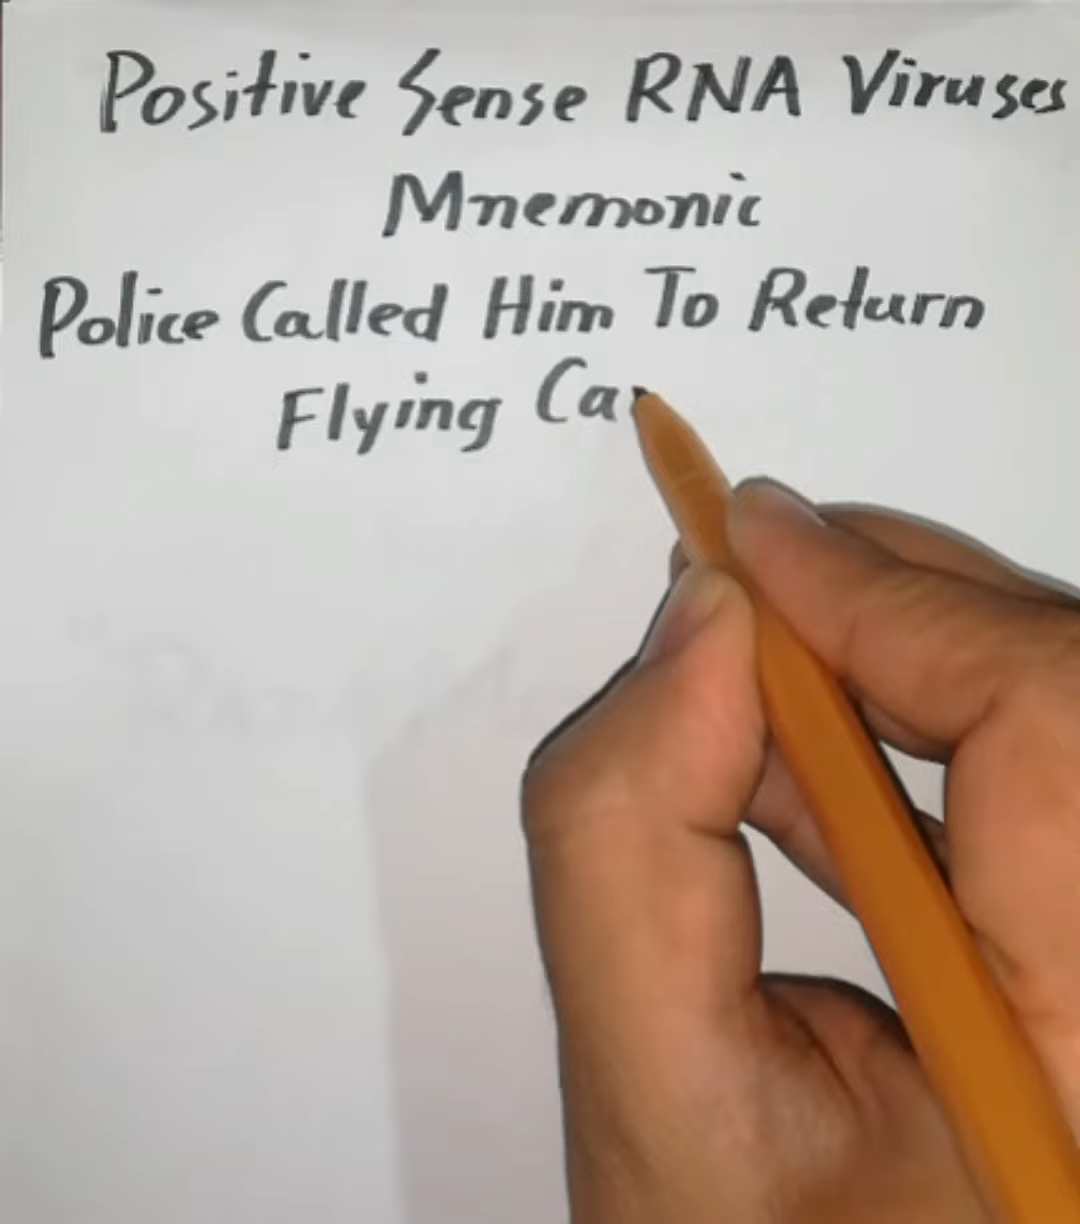 Positive Sense RNA Viruses
Mnemonic
Police Called Him To Return
Flying Ca